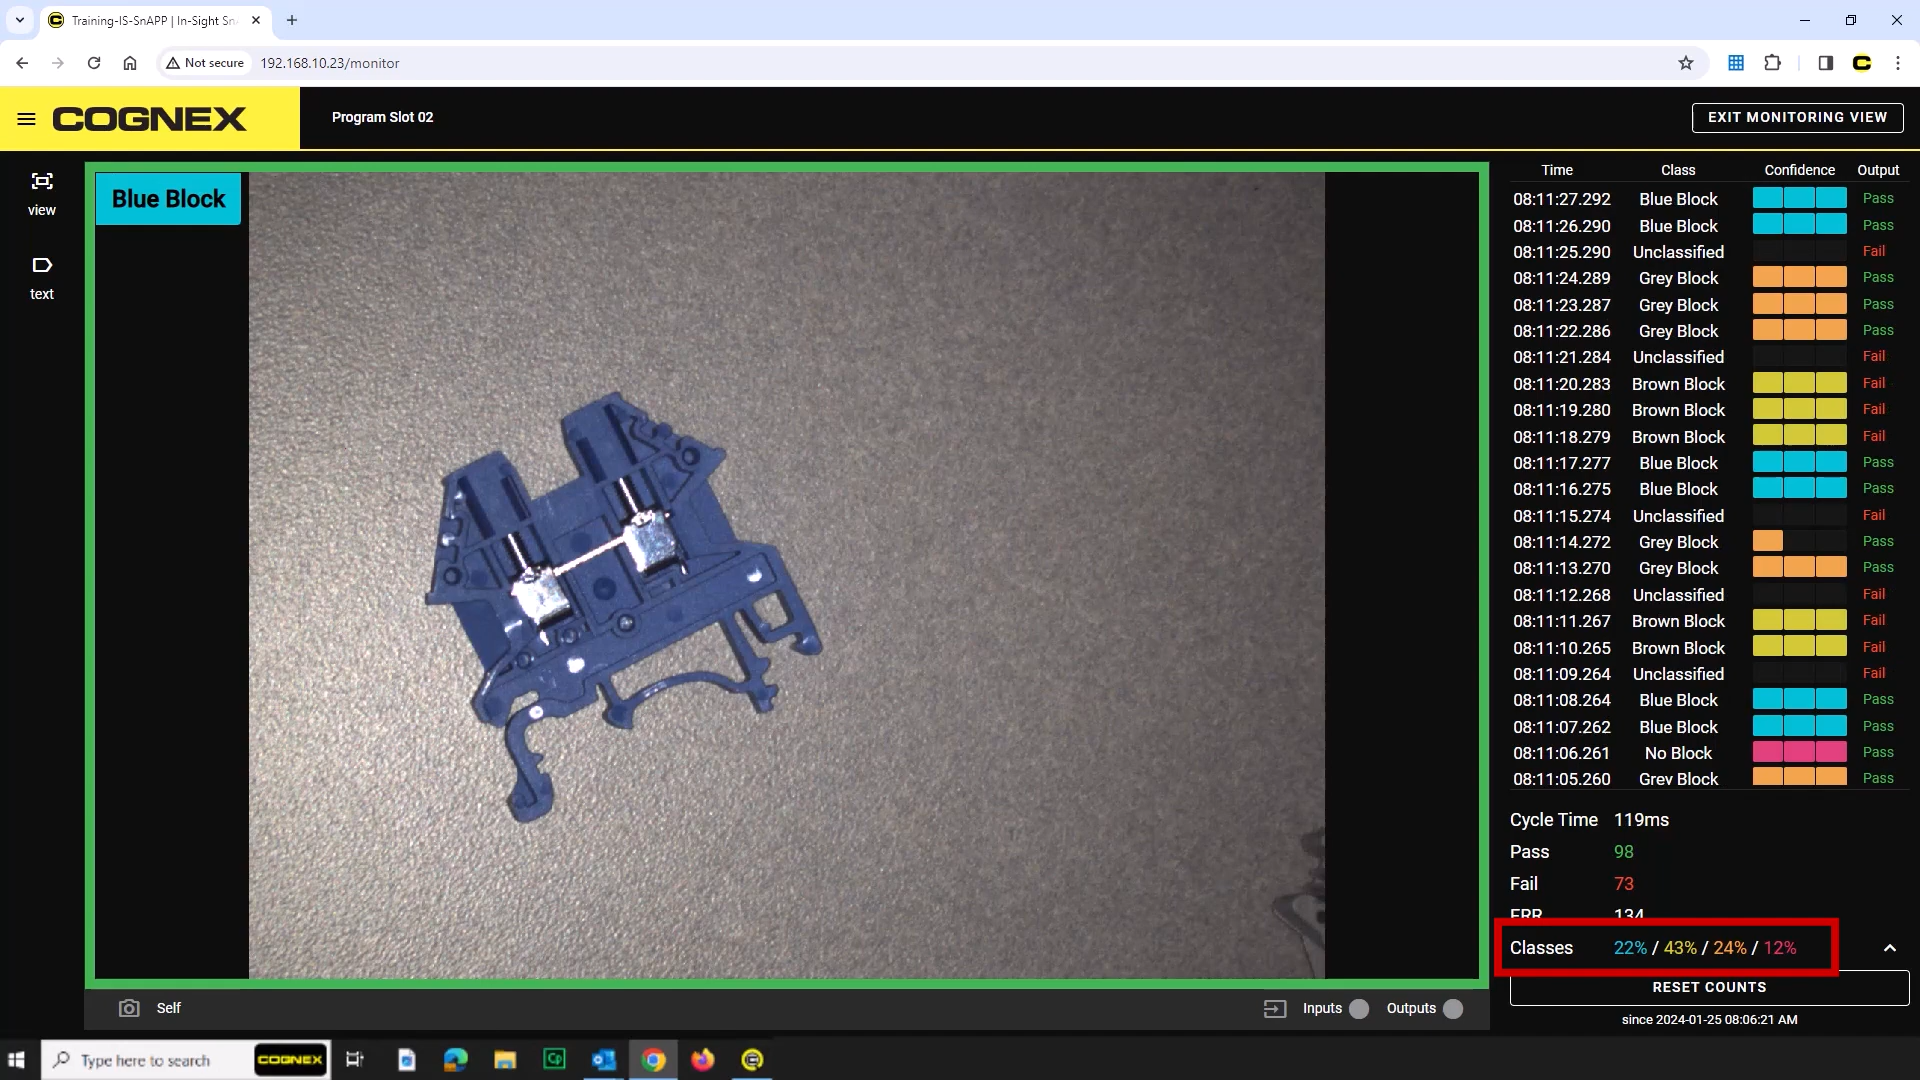 Training-IS-SnAPP | In-Sight Sn
Not secure
192.168.10.23/monitor
COGNEX
Program Slot 02
EXIT MONITORING VIEW
view
text
Blue Block
Time Class Confidence Output
08:11:27.292 Blue Block Pass
08:11:26.290 Blue Block Pass
08:11:25.290 Unclassified Fail
08:11:24.289 Grey Block Pass
08:11:23.287 Grey Block Pass
08:11:22.286 Grey Block Pass
08:11:21.284 Unclassified Fail
08:11:20.283 Brown Block Fail
08:11:19.280 Brown Block Fail
08:11:18.279 Brown Block Fail
08:11:17.277 Blue Block Pass
08:11:16.275 Blue Block Pass
08:11:15.274 Unclassified Fail
08:11:14.272 Grey Block Pass
08:11:13.270 Grey Block Pass
08:11:12.268 Unclassified Fail
08:11:11.267 Brown Block Fail
08:11:10.265 Brown Block Fail
08:11:09.264 Unclassified Fail
08:11:08.264 Blue Block Pass
08:11:07.262 Blue Block Pass
08:11:06.261 No Block Pass
08:11:05.260 Grey Block Pass
Cycle Time 119ms
Pass 98
Fail 73
ERR 134
Classes 22% / 43% / 24% / 12%
RESET COUNTS
since 2024-01-25 08:06:21 AM
Self
Inputs
Outputs
Type here to search
COGNEX
Cp